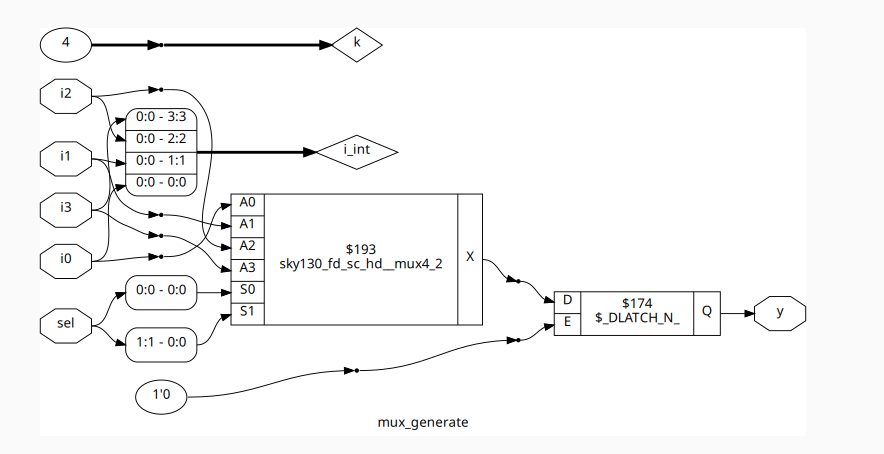 4
k
i2
0:0 - 3:3
0:0 - 2:2
0:0 - 1:1
0:0 - 0:0
i_int
i1
i3
i0
sel
0:0 - 0:0
1:1 - 0:0
1'0
A0
A1
A2
A3
S0
S1
$193
sky130_fd_sc_hd__mux4_2
X
D
E
$174
$_DLATCH_N_
Q
y
mux_generate